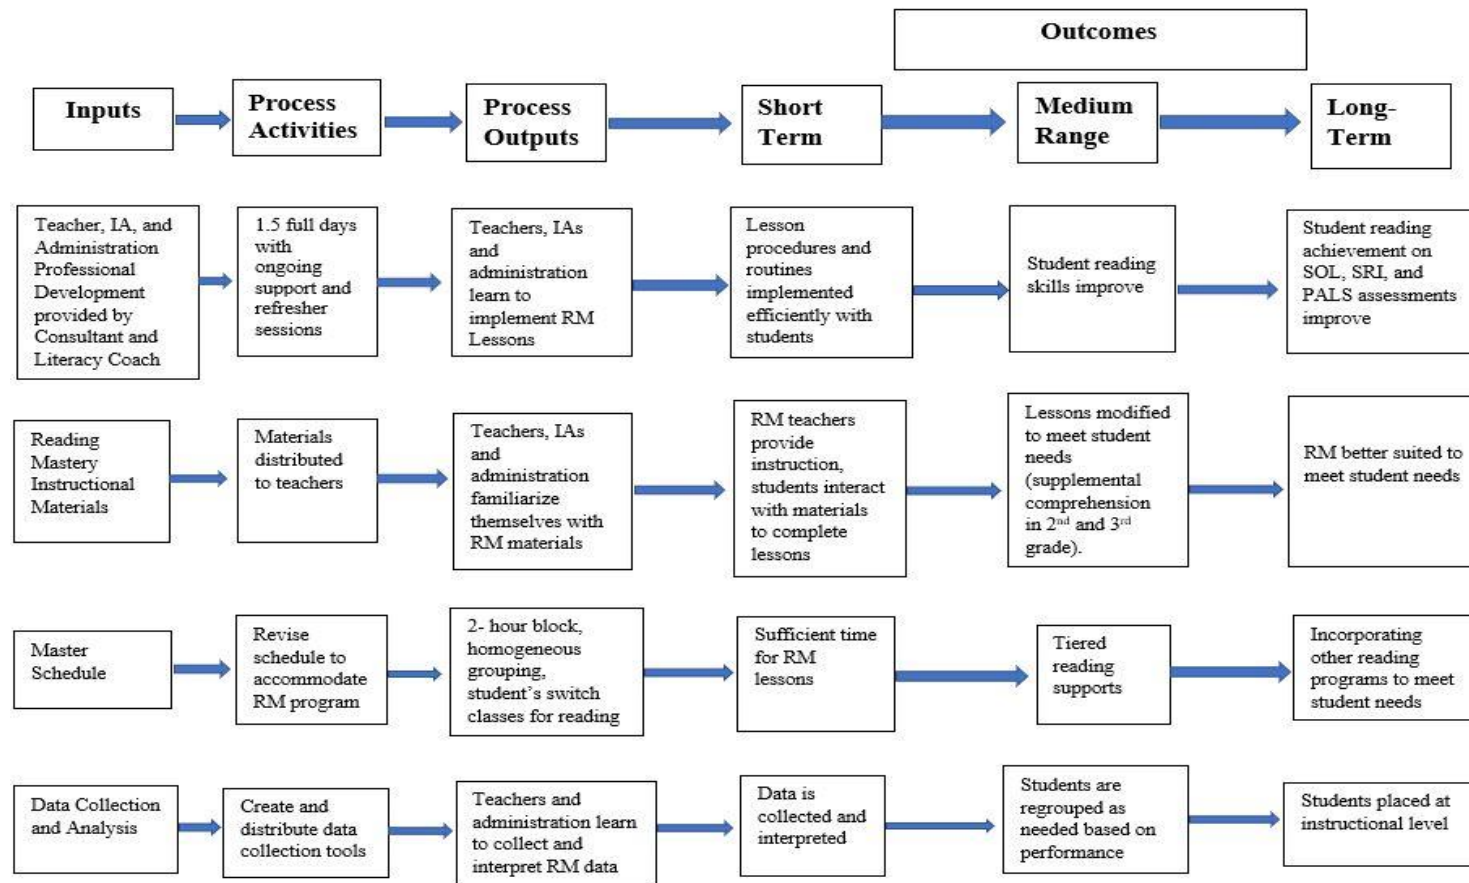 Outcomes
Inputs
Process
Activities
Process
Outputs
Short
Term
Medium
Range
Long-
Term
Teacher, IA, and
Administration
Professional
Development
provided by
Consultant and
Literacy Coach
1.5 full days
with
ongoing
support and
refresher
sessions
Teachers, IAs
and
administration
learn to
implement RM
Lessons
Lesson
procedures and
routines
implemented
efficiently with
students
Student reading
skills improve
Student reading
achievement on
SOL, SRI, and
PALS assessments
improve
Reading
Mastery
Instructional
Materials
Materials
distributed
to teachers
Teachers, IAs
and
administration
familiarize
themselves with
RM materials
RM teachers
provide
instruction,
students interact
with materials
to complete
lessons
Lessons modified
to meet student
needs
(supplemental
comprehension
in 2nd and 3rd
grade).
RM better suited to
meet student needs
Master
Schedule
Revise
schedule to
accommodate
RM program
2- hour block,
homogeneous
grouping,
student’s switch
classes for reading
Sufficient time
for RM
lessons
Tiered
reading
supports
Incorporating
other reading
programs to meet
student needs
Data Collection
and Analysis
Create and
distribute data
collection tools
Teachers and
administration learn
to collect and
interpret RM data
Data is
collected and
interpreted
Students are
regrouped as
needed based on
performance
Students placed at
instructional level